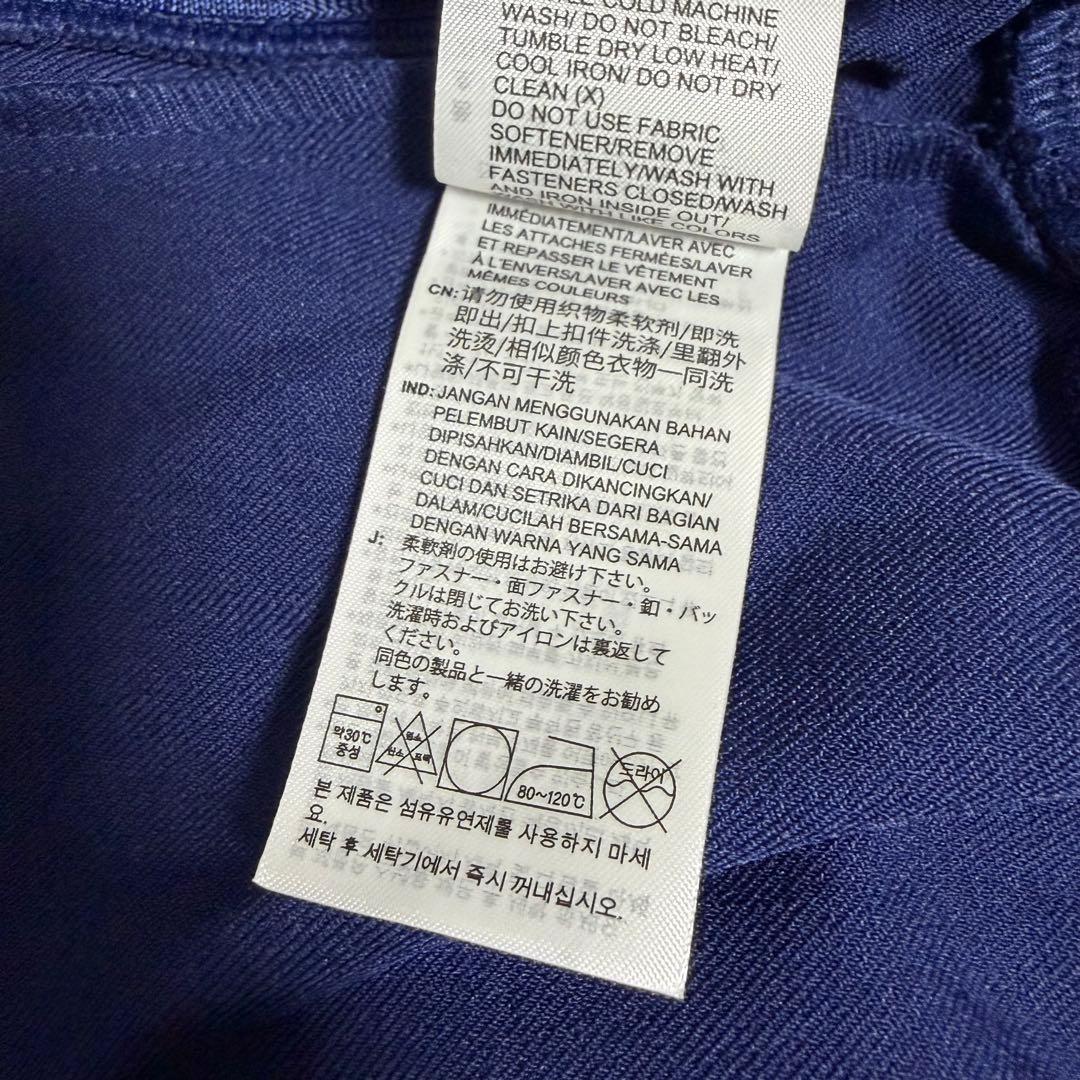 COLD MACHINE
WASH/ DO NOT BLEACH/
TUMBLE DRY LOW HEAT/
COOL IRON/ DO NOT DRY
CLEAN (X)
DO NOT USE FABRIC
SOFTENER/REMOVE
IMMEDIATELY/WASH WITH
FASTENERS CLOSED/WASH
AND IRON INSIDE OUT/
WASH WITH LIKE COLORS
IMMÉDIATEMENT/LAVER AVEC
LES ATTACHES FERMÉES/LAVER
ET REPASSER LE VÊTEMENT
À L'ENVERS/LAVER AVEC LES
MÊMES COULEURS
CN: 请勿使用织物柔软剂/即洗
即出/扣上扣件洗涤/里翻外
洗烫/相似颜色衣物一同洗
涤/不可干洗
IND: JANGAN MENGGUNAKAN BAHAN
PELEMBUT KAIN/SEGERA
DIPISAHKAN/DIAMBIL/CUCI
DENGAN CARA DIKANCINGKAN/
CUCI DAN SETRIKA DARI BAGIAN
DALAM/CUCILAH BERSAMA-SAMA
DENGAN WARNA YANG SAMA
J: 柔軟剤の使用はお避け下さい。
ファスナー・面ファスナー・釦・バッ
クルは閉じてお洗い下さい。
洗濯時およびアイロンは裏返して
ください。
同色の製品と一緒の洗濯をお勧め
します。
약30℃
중성
염소
산소 표백
80~120℃
드라이
본 제품은 섬유유연제를 사용하지 마세
요.
세탁 후 세탁기에서 즉시 꺼내십시오.